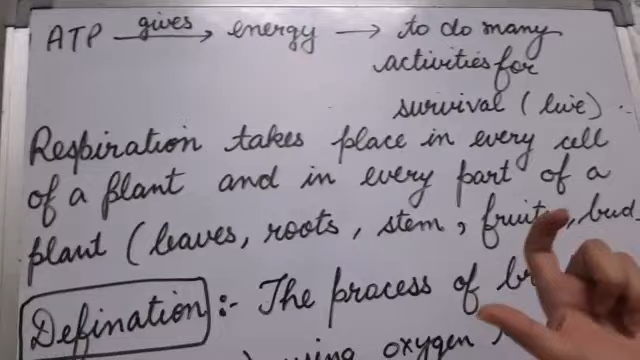 ATP gives energy → to do many
activities for
survival (live).
Respiration takes place in every cell
of a plant and in every part of a
plant (leaves, roots, stem, fruits, bud
Defination :- The process of
using oxygen